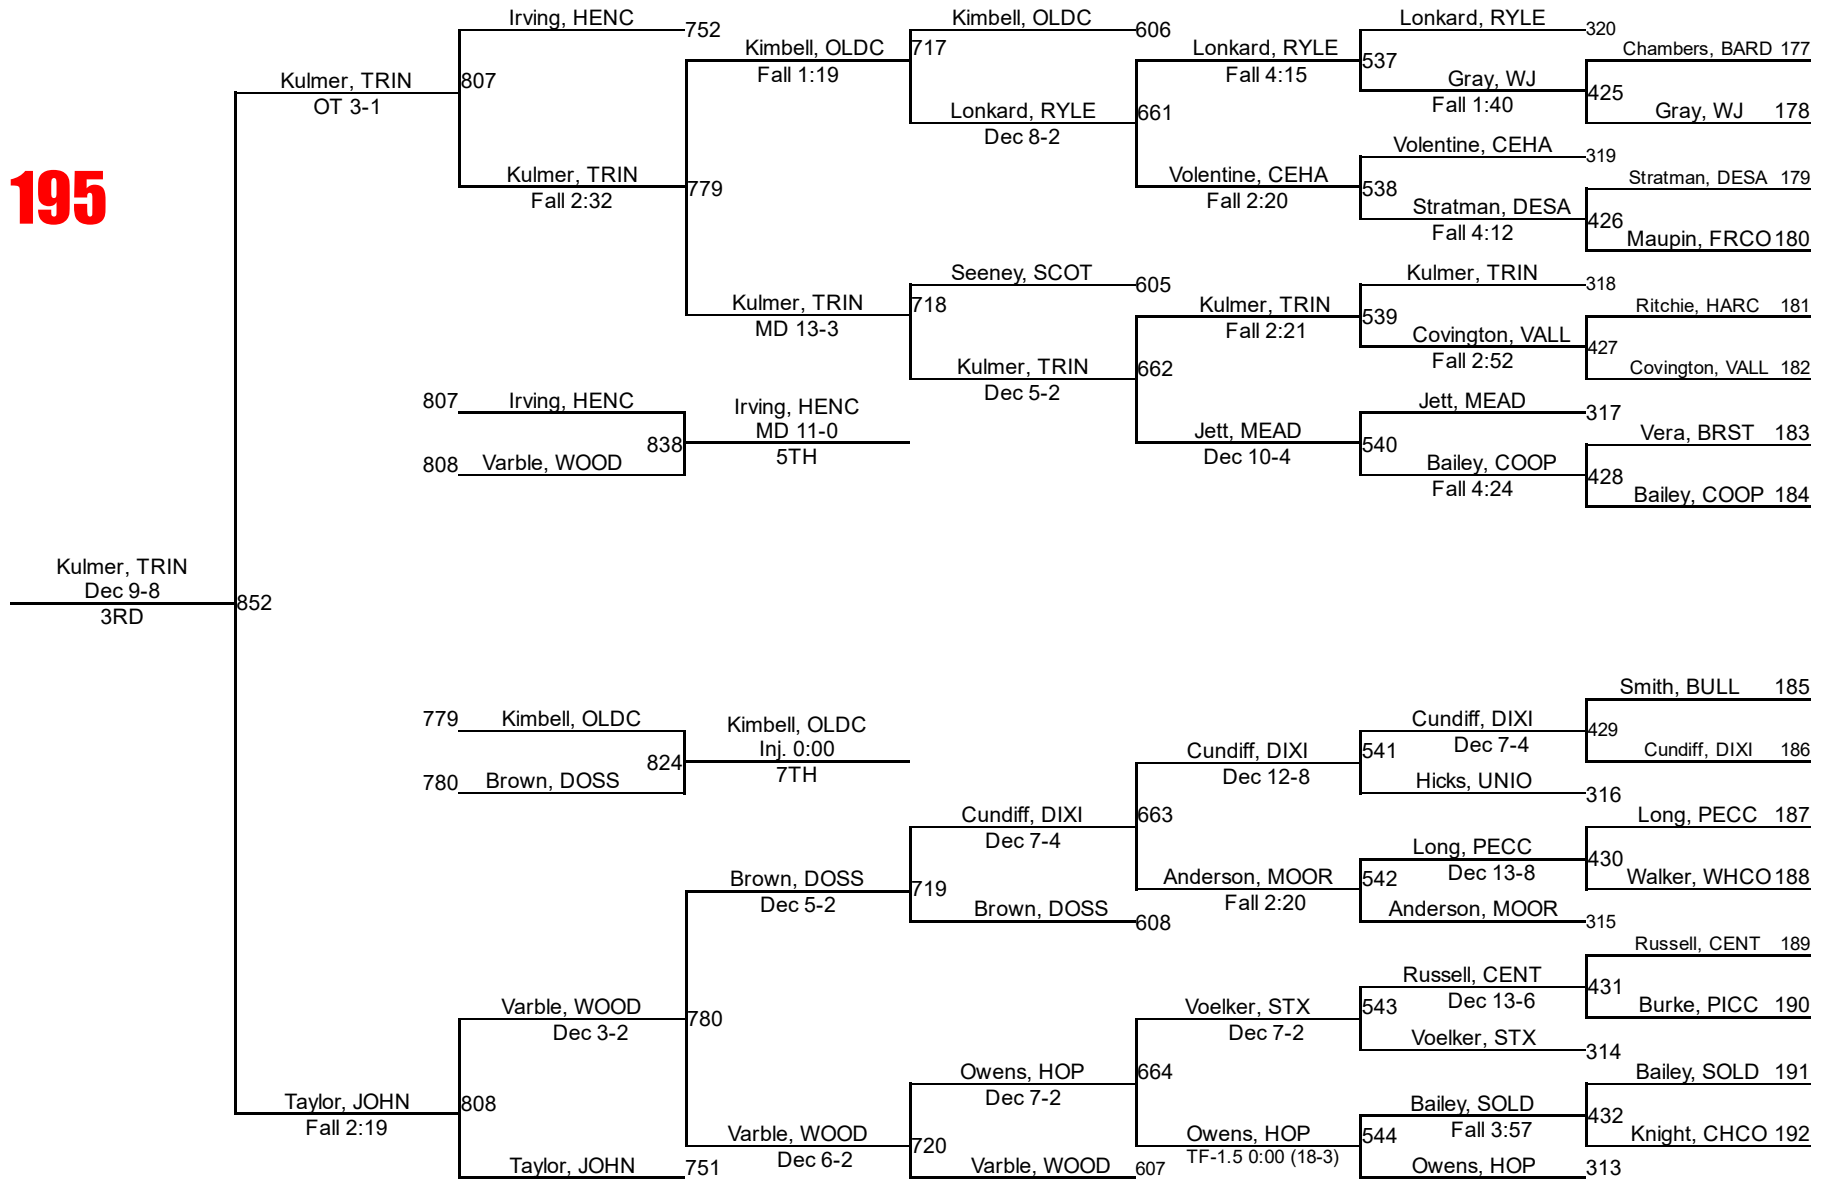 Irving, HENC
752
Kimbell, OLDC
606
Lonkard, RYLE
320
Kimbell, OLDC
717
Lonkard, RYLE
537
Chambers, BARD 177
Kulmer, TRIN
807
Fall 1:19
Fall 4:15
Gray, WJ
425
OT 3-1
Lonkard, RYLE
661
Fall 1:40
Gray, WJ 178
Dec 8-2
Volentine, CEHA
319
Kulmer, TRIN
779
Volentine, CEHA
538
Stratman, DESA 179
195
Fall 2:32
Fall 2:20
Stratman, DESA
426
Fall 4:12
Maupin, FRCO 180
Seeney, SCOT
605
Kulmer, TRIN
318
Kulmer, TRIN
718
Kulmer, TRIN
539
Ritchie, HARC 181
MD 13-3
Fall 2:21
Covington, VALL
427
Kulmer, TRIN
662
Fall 2:52
Covington, VALL 182
Dec 5-2
807
Irving, HENC
Irving, HENC
Jett, MEAD
317
838
MD 11-0
Jett, MEAD
540
Vera, BRST 183
808
Varble, WOOD
5TH
Dec 10-4
Bailey, COOP
428
Fall 4:24
Bailey, COOP 184
Kulmer, TRIN
Dec 9-8
852
3RD
Smith, BULL 185
779
Kimbell, OLDC
Kimbell, OLDC
Cundiff, DIXI
429
824
Inj. 0:00
Cundiff, DIXI
541
Dec 7-4
Cundiff, DIXI 186
780
Brown, DOSS
7TH
Dec 12-8
Hicks, UNIO
316
Cundiff, DIXI
663
Long, PECC 187
Dec 7-4
Long, PECC
430
Brown, DOSS
719
Anderson, MOOR
542
Dec 13-8
Walker, WHCO 188
Dec 5-2
Brown, DOSS
608
Fall 2:20
Anderson, MOOR
315
Russell, CENT 189
Varble, WOOD
780
Voelker, STX
543
Russell, CENT
431
Dec 3-2
Dec 7-2
Dec 13-6
Burke, PICC 190
Voelker, STX
314
Owens, HOP
664
Bailey, SOLD 191
Taylor, JOHN
808
Dec 7-2
Bailey, SOLD
432
Fall 2:19
Varble, WOOD
720
Owens, HOP
544
Fall 3:57
Knight, CHCO 192
Dec 6-2
TF-1.5 0:00 (18-3)
Taylor, JOHN
751
Varble, WOOD
607
Owens, HOP
313